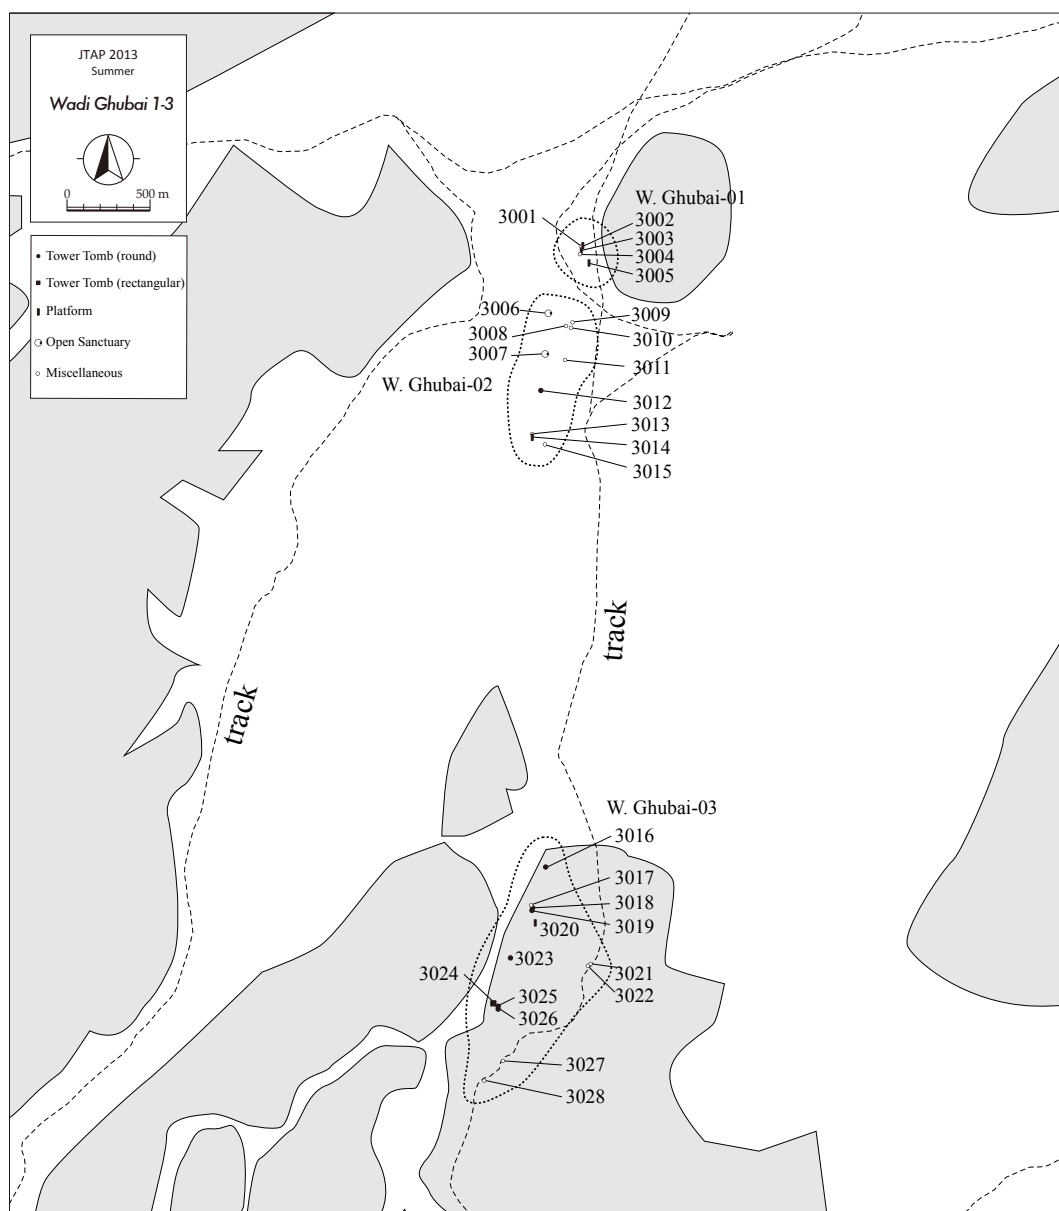 JTAP 2013
Summer
Wadi Ghubai 1-3
0 500 m
Tower Tomb (round)
Tower Tomb (rectangular)
Platform
Open Sanctuary
Miscellaneous
W. Ghubai-01
3001
3002
3003
3004
3005
3006
3009
3008
3010
3007
3011
W. Ghubai-02
3012
3013
3014
3015
track
track
W. Ghubai-03
3016
3017
3018
3019
3020
3023
3021
3024
3022
3025
3026
3027
3028